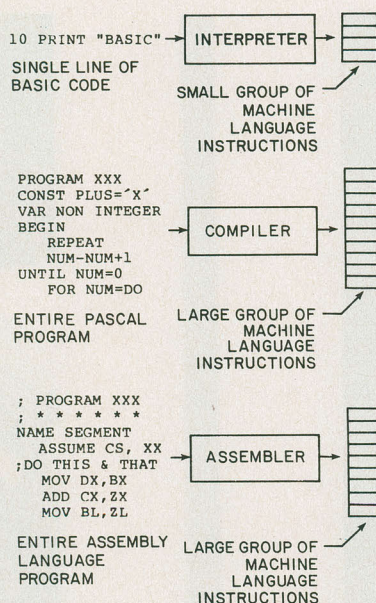 10 PRINT "BASIC"
INTERPRETER
SINGLE LINE OF
BASIC CODE
SMALL GROUP OF
MACHINE
LANGUAGE
INSTRUCTIONS
PROGRAM XXX
CONST PLUS=´X´
VAR NON INTEGER
BEGIN
REPEAT
NUM-NUM+1
UNTIL NUM=0
FOR NUM=DO
COMPILER
ENTIRE PASCAL
PROGRAM
LARGE GROUP OF
MACHINE
LANGUAGE
INSTRUCTIONS
; PROGRAM XXX
; * * * * * *
NAME SEGMENT
ASSUME CS, XX
;DO THIS & THAT
MOV DX,BX
ADD CX,ZX
MOV BL,ZL
ASSEMBLER
ENTIRE ASSEMBLY
LANGUAGE
PROGRAM
LARGE GROUP OF
MACHINE
LANGUAGE
INSTRUCTIONS